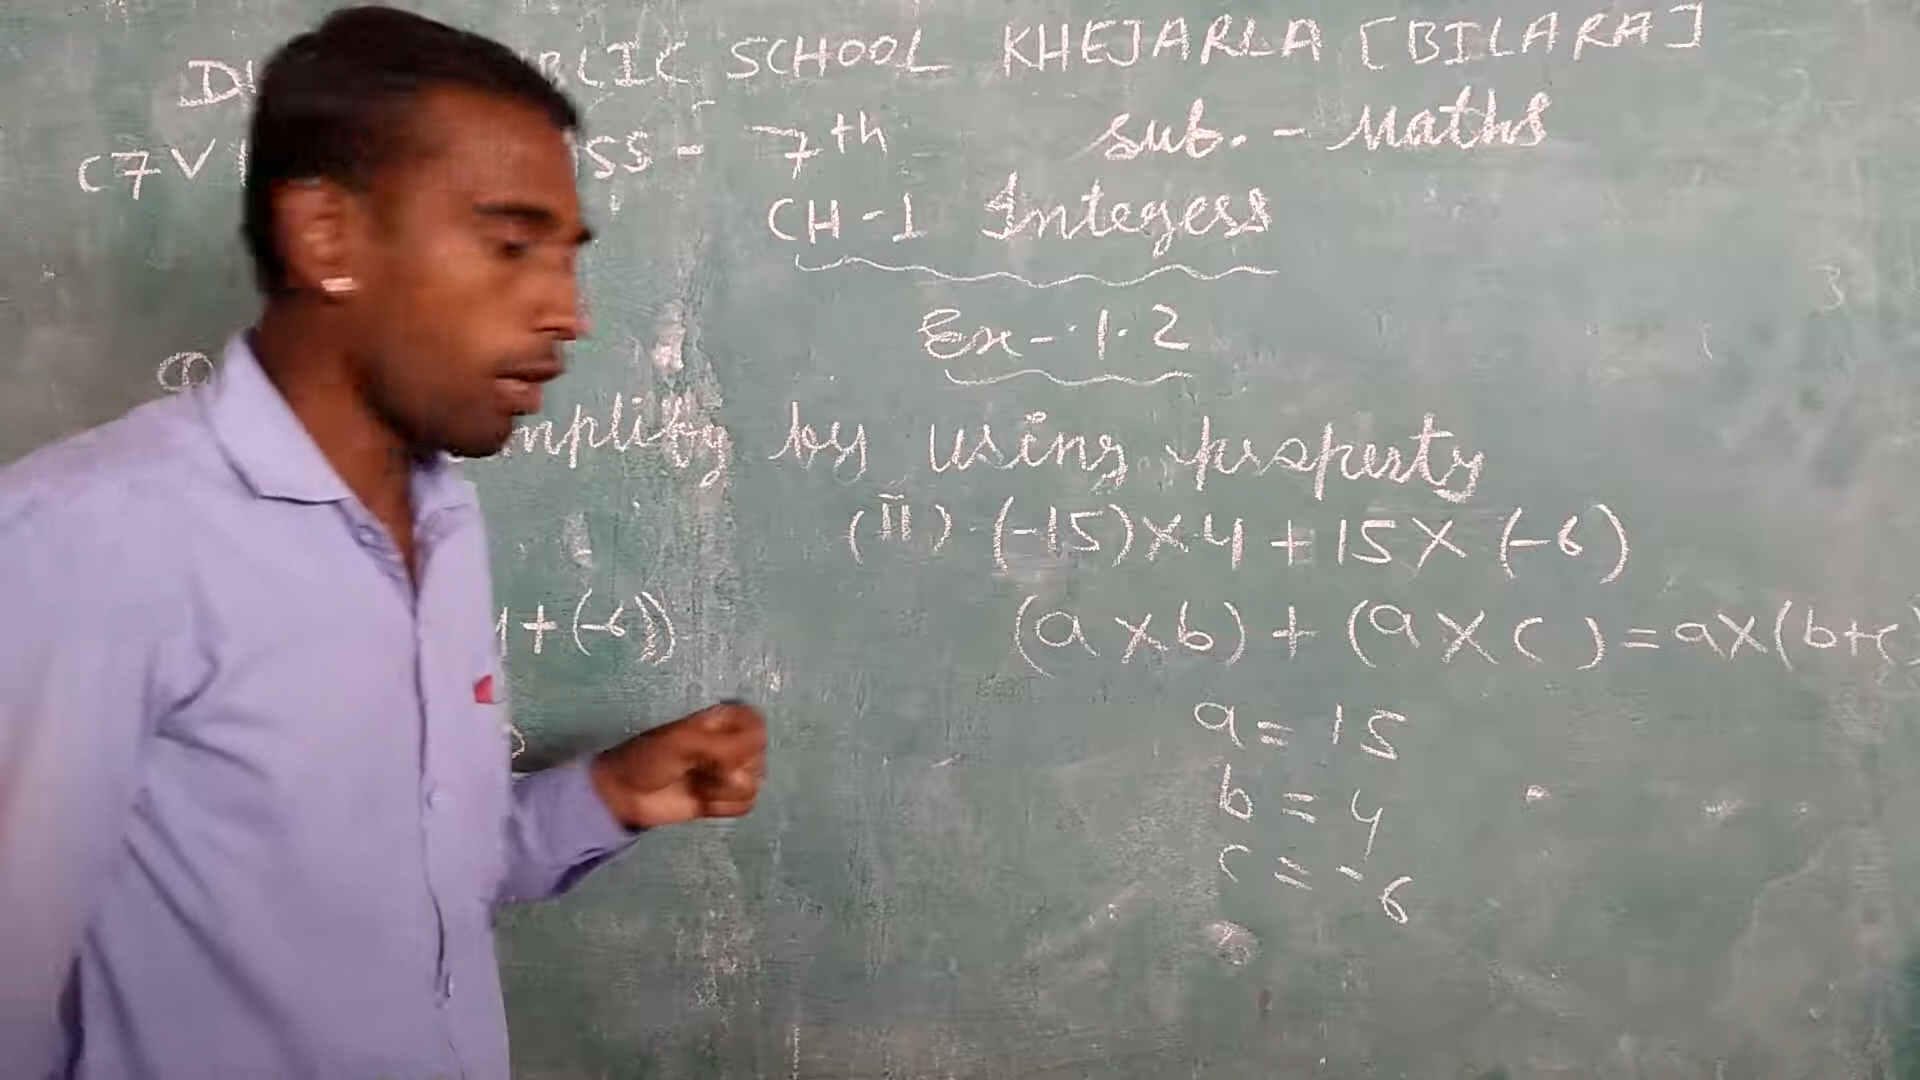 SCHOOL KHEJARLA [BILARA]
7th sub. - Maths
CH-1 Integers
Ex-1.2
by using property
(ii) (-15)×4+15×(-6)
+(-6)) (a×b)+(a×c)=a×(b+c)
a=15
b=4
c=-6